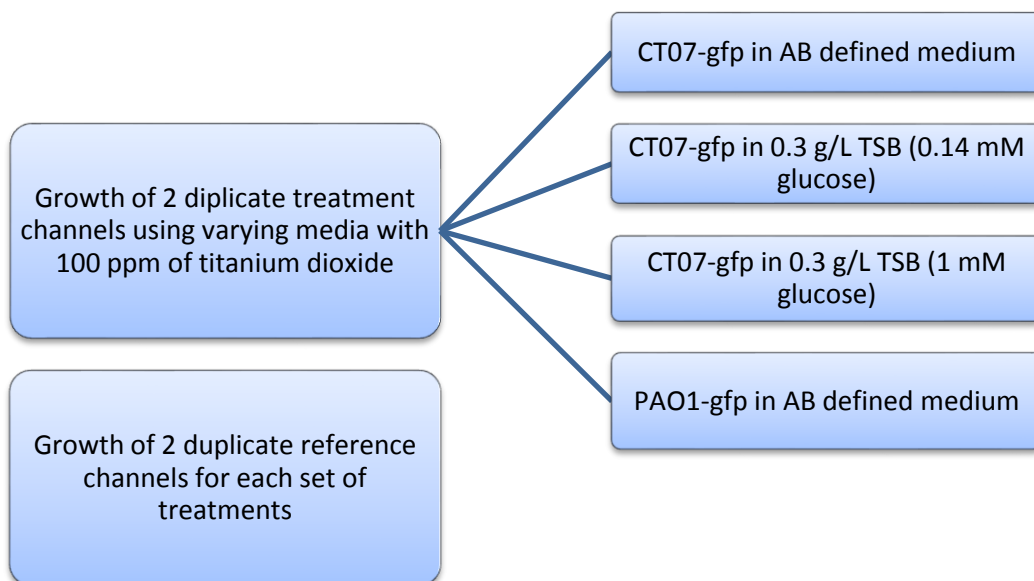 Growth of 2 diplicate treatment
channels using varying media with
100 ppm of titanium dioxide
CT07-gfp in AB defined medium
CT07-gfp in 0.3 g/L TSB (0.14 mM
glucose)
CT07-gfp in 0.3 g/L TSB (1 mM
glucose)
PAO1-gfp in AB defined medium
Growth of 2 duplicate reference
channels for each set of
treatments